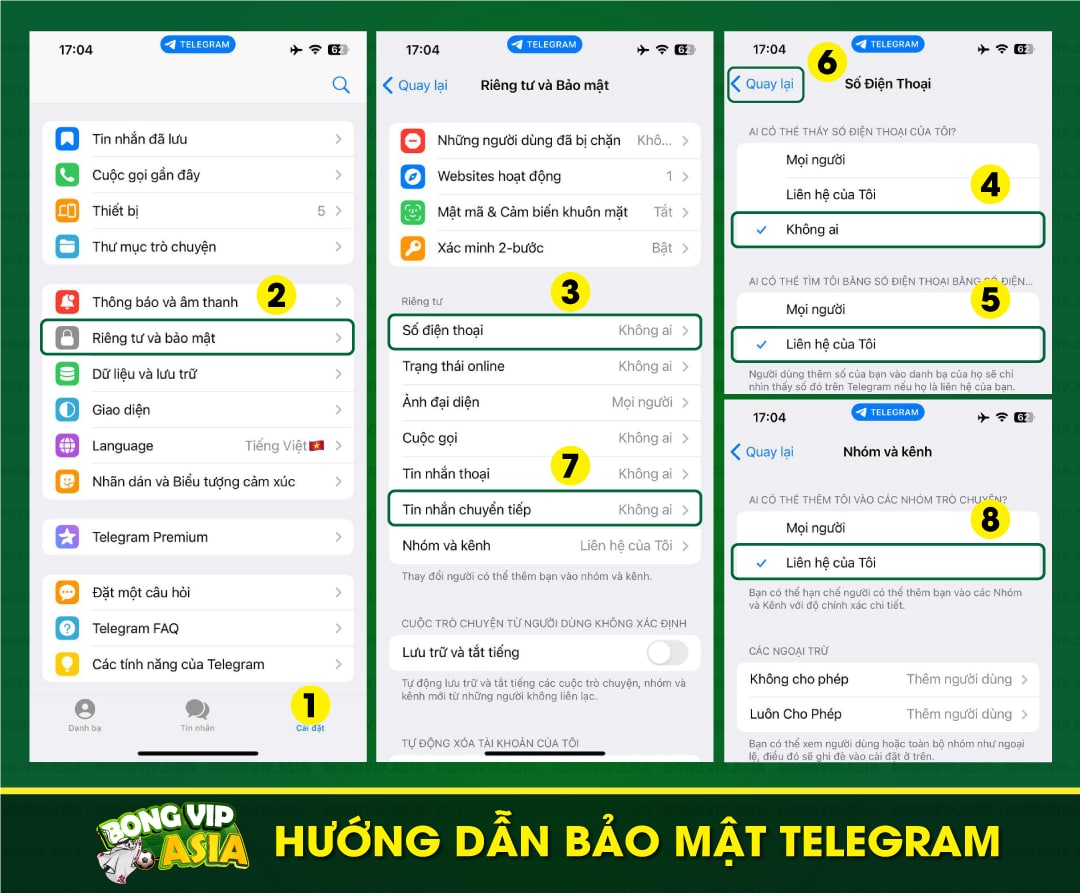 17:04
TELEGRAM
62
Tin nhắn đã lưu
Cuộc gọi gần đây
Thiết bị 5
Thư mục trò chuyện
Thông báo và âm thanh
2
Riêng tư và bảo mật
Dữ liệu và lưu trữ
Giao diện
Language Tiếng Việt
Nhãn dán và Biểu tượng cảm xúc
Telegram Premium
Đặt một câu hỏi
Telegram FAQ
Các tính năng của Telegram
1
Danh bạ Tin nhắn Cài đặt
17:04
TELEGRAM
62
Quay lại Riêng tư và Bảo mật
Những người dùng đã bị chặn Khô...
Websites hoạt động 1
Mật mã & Cảm biến khuôn mặt Tắt
Xác minh 2-bước Bật
3
Riêng tư
Số điện thoại Không ai
Trạng thái online Không ai
Ảnh đại diện Mọi người
Cuộc gọi Không ai
7
Tin nhắn thoại Không ai
Tin nhắn chuyển tiếp Không ai
Nhóm và kênh Liên hệ của Tôi
Thay đổi người có thể thêm bạn vào nhóm và kênh.
CUỘC TRÒ CHUYỆN TỪ NGƯỜI DÙNG KHÔNG XÁC ĐỊNH
Lưu trữ và tắt tiếng
Tự động lưu trữ và tắt tiếng các cuộc trò chuyện, nhóm và
kênh mới từ những người không liên lạc.
TỰ ĐỘNG XÓA TÀI KHOẢN CỦA TÔI
17:04
TELEGRAM
62
6
Quay lại Số Điện Thoại
AI CÓ THỂ THẤY SỐ ĐIỆN THOẠI CỦA TÔI?
Mọi người
4
Liên hệ của Tôi
Không ai
AI CÓ THỂ TÌM TÔI BẰNG SỐ ĐIỆN THOẠI BẰNG SỐ ĐIỆN...
5
Mọi người
Liên hệ của Tôi
Người dùng thêm số của bạn vào danh bạ của họ sẽ chỉ
nhìn thấy số đó trên Telegram nếu họ là liên hệ của bạn.
17:04
TELEGRAM
62
Quay lại Nhóm và kênh
AI CÓ THỂ THÊM TÔI VÀO CÁC NHÓM TRÒ CHUYỆN?
8
Mọi người
Liên hệ của Tôi
Bạn có thể hạn chế người có thể thêm bạn vào các Nhóm
và Kênh với độ chính xác chi tiết.
CÁC NGOẠI TRỪ
Không cho phép Thêm người dùng
Luôn Cho Phép Thêm người dùng
Bạn có thể xem người dùng hoặc toàn bộ nhóm như ngoại
lệ, điều đó sẽ ghi đè vào cài đặt ở trên.
BONGVIP.ASIA - BONGVIP.ASIA - BONGVIP.ASIA
BONG VIP
ASIA
HƯỚNG DẪN BẢO MẬT TELEGRAM